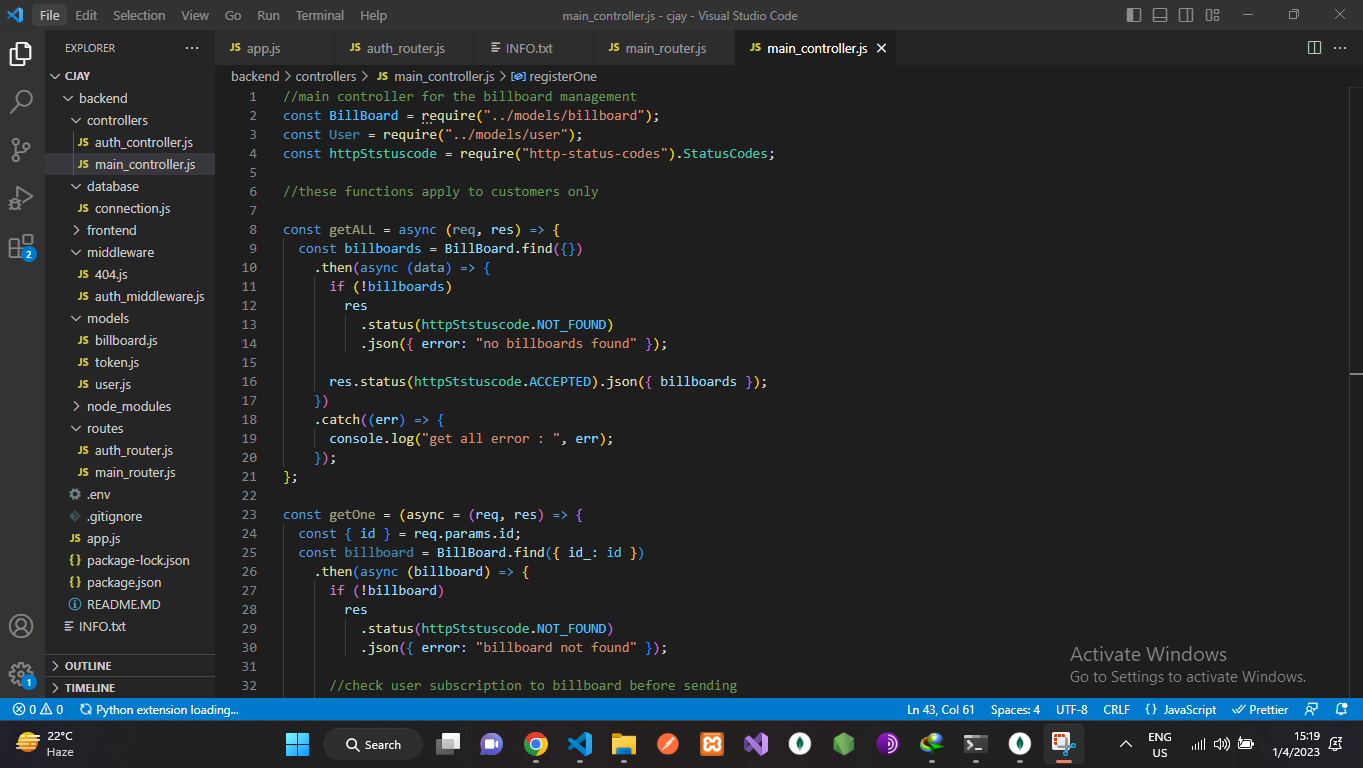 File Edit Selection View Go Run Terminal Help main_controller.js - cjay - Visual Studio Code
EXPLORER
CJAY
backend
controllers
JS auth_controller.js
JS main_controller.js
database
JS connection.js
frontend
middleware
JS 404.js
JS auth_middleware.js
models
JS billboard.js
JS token.js
JS user.js
node_modules
routes
JS auth_router.js
JS main_router.js
.env
.gitignore
JS app.js
{} package-lock.json
{} package.json
README.MD
INFO.txt
OUTLINE
TIMELINE
2
1
JS app.js JS auth_router.js INFO.txt JS main_router.js JS main_controller.js
backend > controllers > JS main_controller.js > registerOne
1 //main controller for the billboard management
2 const BillBoard = require("../models/billboard");
3 const User = require("../models/user");
4 const httpStstuscode = require("http-status-codes").StatusCodes;
5
6 //these functions apply to customers only
7
8 const getALL = async (req, res) => {
9 const billboards = BillBoard.find({})
10 .then(async (data) => {
11 if (!billboards)
12 res
13 .status(httpStstuscode.NOT_FOUND)
14 .json({ error: "no billboards found" });
15
16 res.status(httpStstuscode.ACCEPTED).json({ billboards });
17 })
18 .catch((err) => {
19 console.log("get all error : ", err);
20 });
21 };
22
23 const getOne = (async = (req, res) => {
24 const { id } = req.params.id;
25 const billboard = BillBoard.find({ id_: id })
26 .then(async (billboard) => {
27 if (!billboard)
28 res
29 .status(httpStstuscode.NOT_FOUND)
30 .json({ error: "billboard not found" });
31
32 //check user subscription to billboard before sending
Activate Windows
Go to Settings to activate Windows.
0 0 Python extension loading... Ln 43, Col 61 Spaces: 4 UTF-8 CRLF {} JavaScript Prettier
22°C
Haze
Search
ENG
US
15:19
1/4/2023